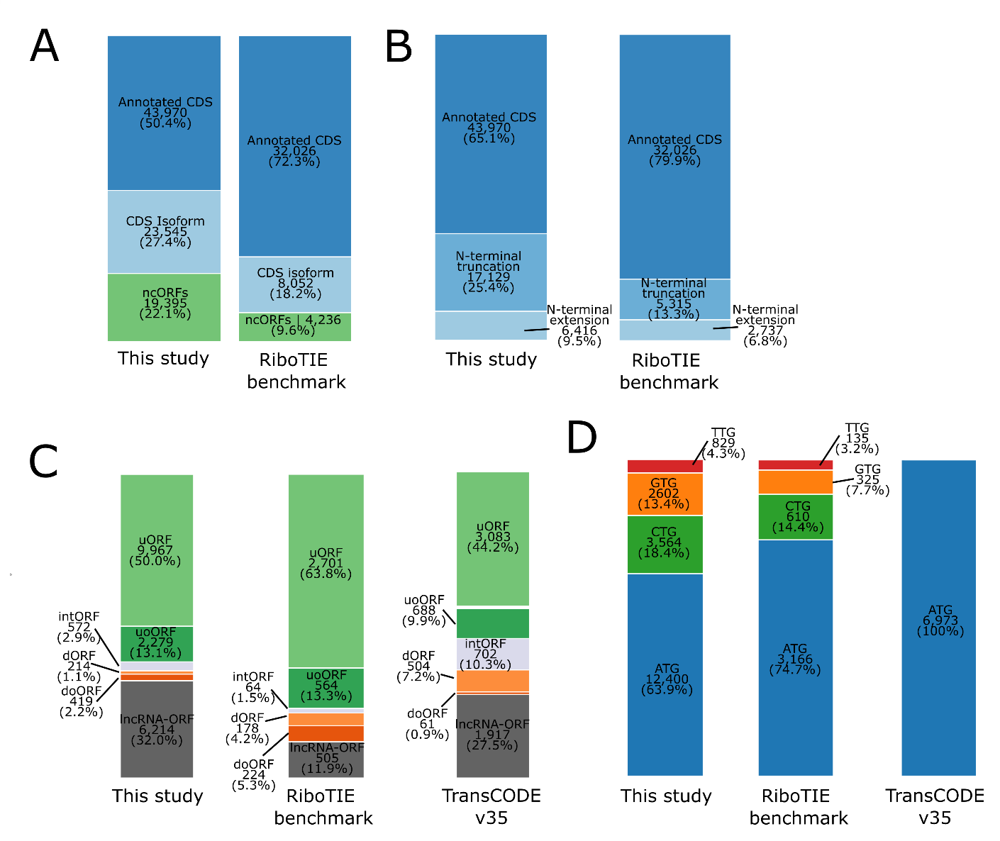 A
Annotated CDS
43,970
(50.4%)
CDS Isoform
23,545
(27.4%)
ncORFs
19,395
(22.1%)
This study
Annotated CDS
32,026
(72.3%)
CDS isoform
8,052
(18.2%)
ncORFs | 4,236
(9.6%)
RiboTIE
benchmark
B
Annotated CDS
43,970
(65.1%)
N-terminal
truncation
17,129
(25.4%)
N-terminal
extension
6,416
(9.5%)
This study
Annotated CDS
32,026
(79.9%)
N-terminal
truncation
5,315
(13.3%)
N-terminal
extension
2,737
(6.8%)
RiboTIE
benchmark
C
uORF
9,967
(50.0%)
uoORF
2,279
(13.1%)
intORF
572
(2.9%)
dORF
214
(1.1%)
doORF
419
(2.2%)
lncRNA-ORF
6,214
(32.0%)
This study
uORF
2,701
(63.8%)
uoORF
564
(13.3%)
intORF
64
(1.5%)
dORF
178
(4.2%)
doORF
224
(5.3%)
lncRNA-ORF
505
(11.9%)
RiboTIE
benchmark
uORF
3,083
(44.2%)
uoORF
688
(9.9%)
intORF
702
(10.3%)
dORF
504
(7.2%)
doORF
61
(0.9%)
lncRNA-ORF
1,917
(27.5%)
TransCODE
v35
D
TTG
829
(4.3%)
GTG
2602
(13.4%)
CTG
3,564
(18.4%)
ATG
12,400
(63.9%)
This study
TTG
135
(3.2%)
GTG
325
(7.7%)
CTG
610
(14.4%)
ATG
3,166
(74.7%)
RiboTIE
benchmark
ATG
6,973
(100%)
TransCODE
v35